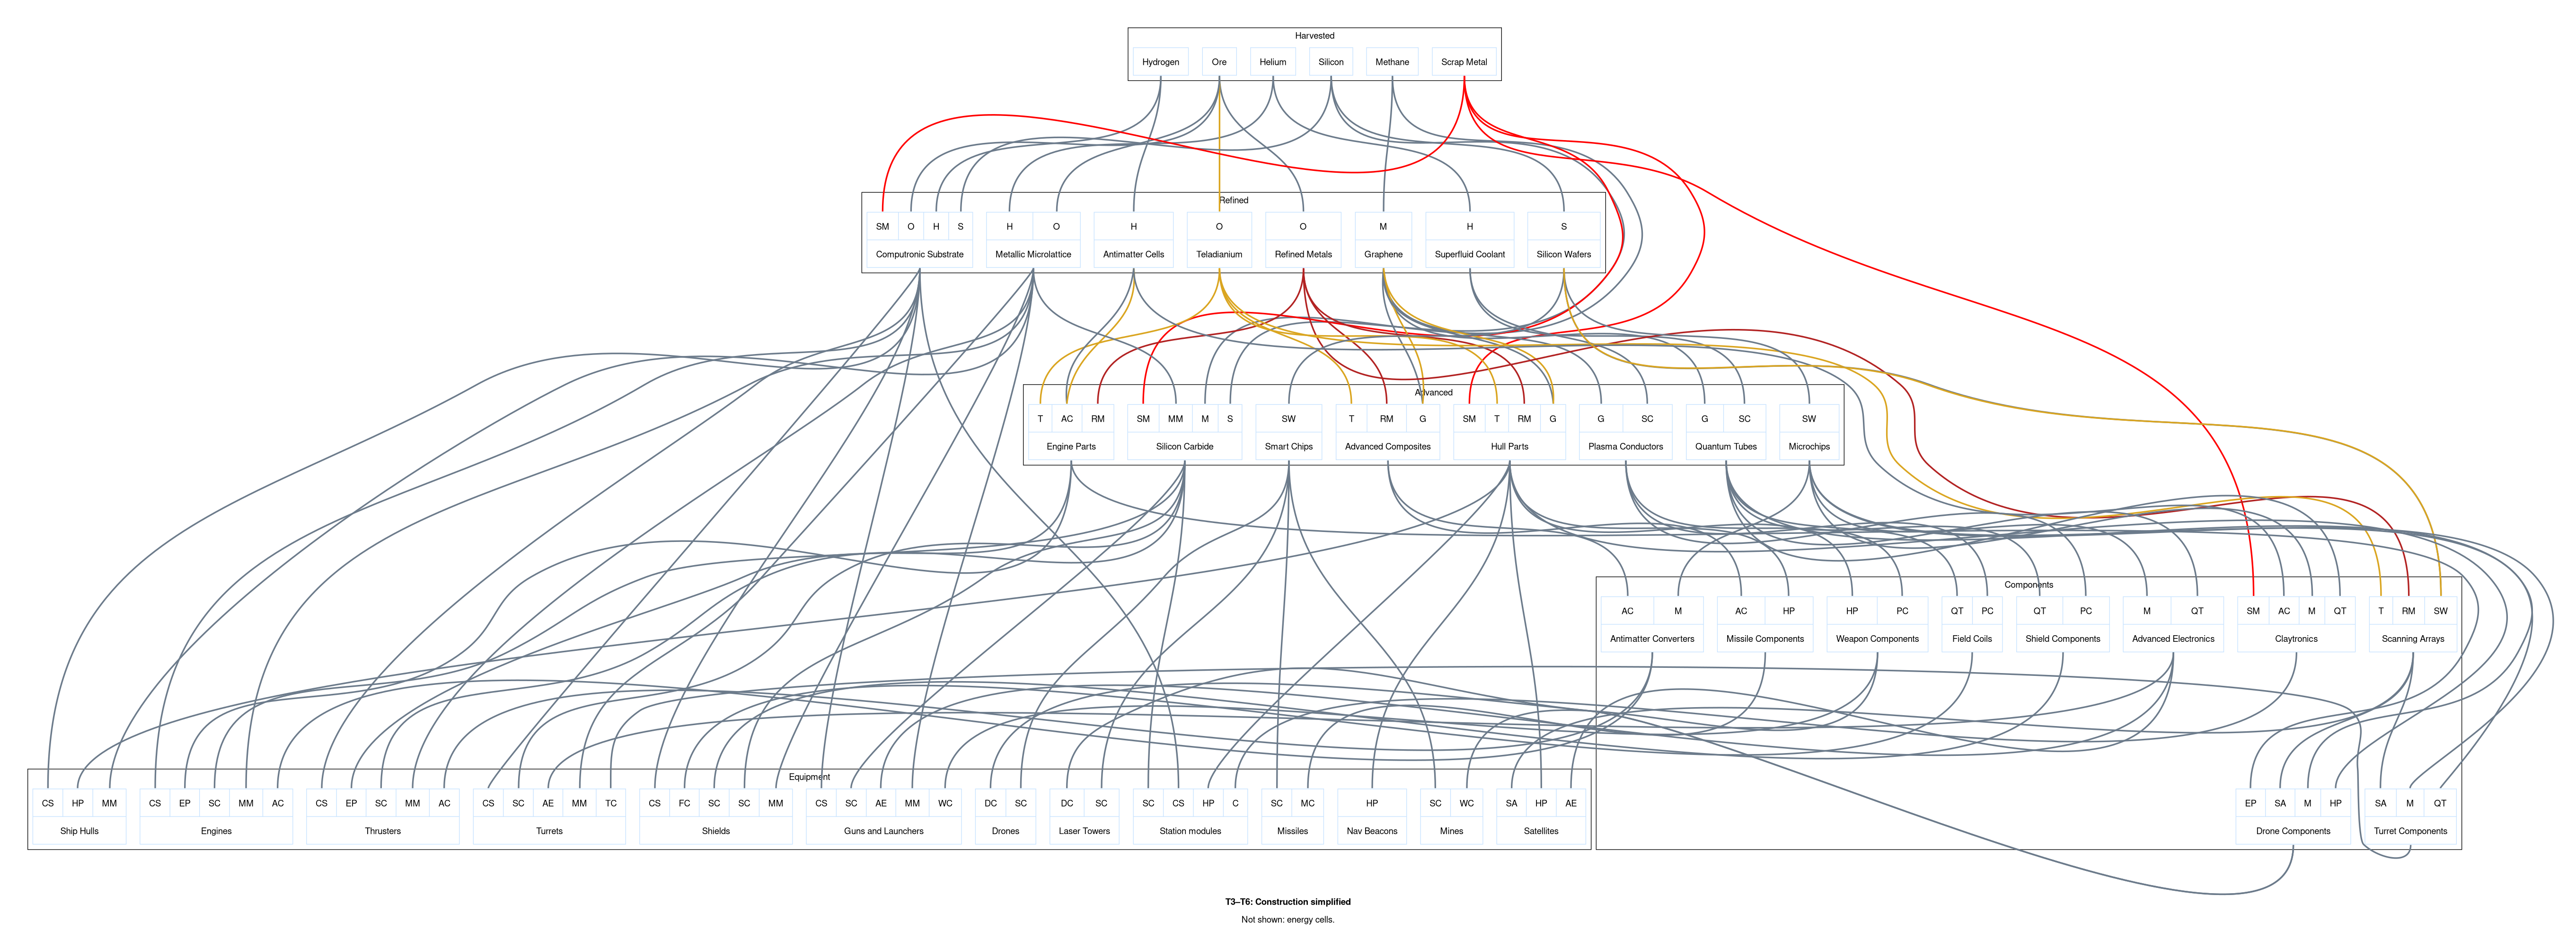 Harvested
Hydrogen Ore Helium Silicon Methane Scrap Metal
Refined
SM O H S H O H O O M H S
Computronic Substrate Metallic Microlattice Antimatter Cells Teladianium Refined Metals Graphene Superfluid Coolant Silicon Wafers
Advanced
T AC RM SM MM M S SW T RM G SM T RM G G SC G SC SW
Engine Parts Silicon Carbide Smart Chips Advanced Composites Hull Parts Plasma Conductors Quantum Tubes Microchips
Components
AC M AC HP HP PC QT PC QT PC M QT SM AC M QT T RM SW
Antimatter Converters Missile Components Weapon Components Field Coils Shield Components Advanced Electronics Claytronics Scanning Arrays
Equipment
CS HP MM CS EP SC MM AC CS EP SC MM AC CS SC AE MM TC CS FC SC SC MM CS SC AE MM WC DC SC DC SC SC CS HP C SC MC HP SC WC SA HP AE EP SA M HP SA M QT
Ship Hulls Engines Thrusters Turrets Shields Guns and Launchers Drones Laser Towers Station modules Missiles Nav Beacons Mines Satellites Drone Components Turret Components
T3–T6: Construction simplified
Not shown: energy cells.